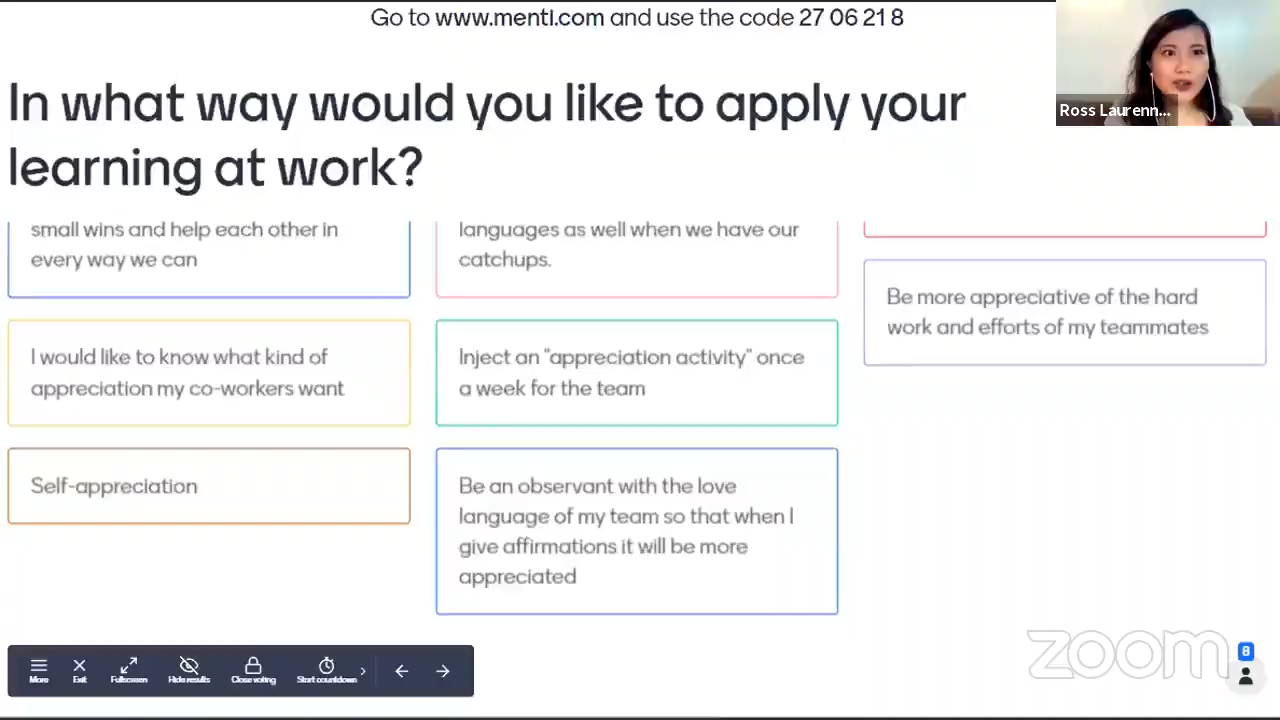 Go to www.menti.com and use the code 27 06 21 8
Ross Laurenn...
In what way would you like to apply your
learning at work?
small wins and help each other in
every way we can
I would like to know what kind of
appreciation my co-workers want
Self-appreciation
languages as well when we have our
catchups.
Inject an "appreciation activity" once
a week for the team
Be an observant with the love
language of my team so that when I
give affirmations it will be more
appreciated
Be more appreciative of the hard
work and efforts of my teammates
zoom
8
More
Exit
Fullscreen
Hide results
Close voting
Start countdown